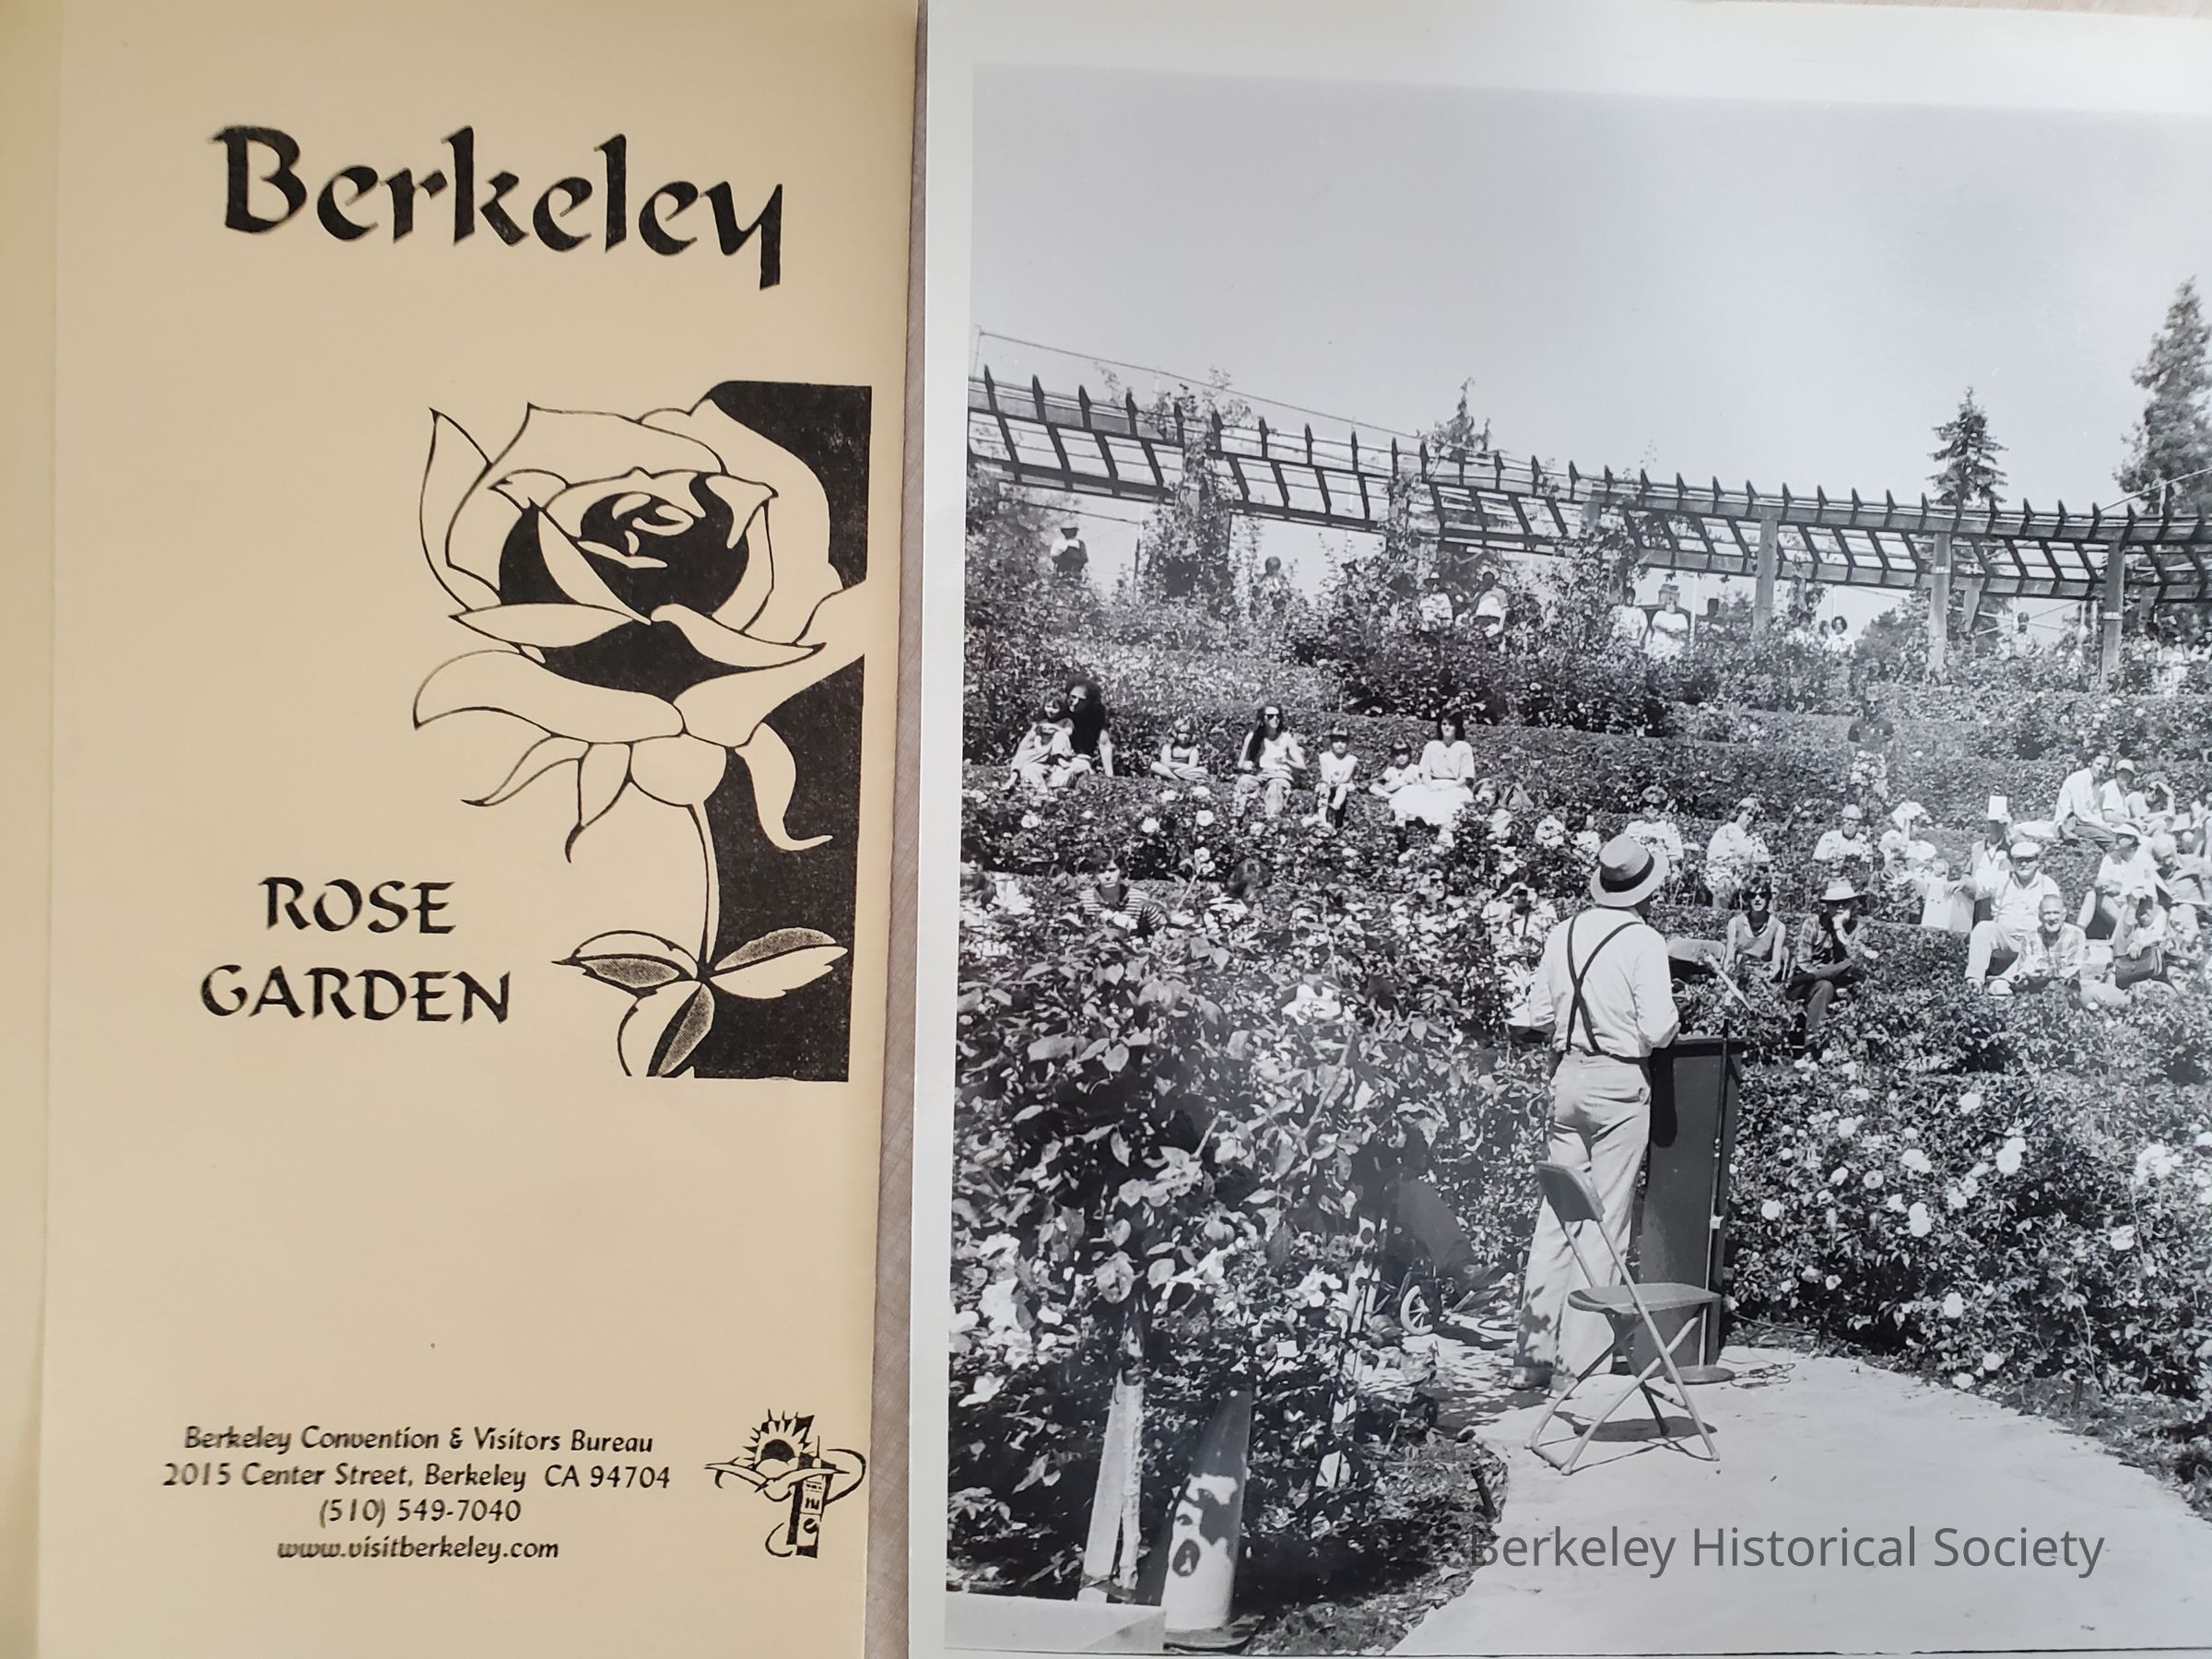 Berkeley
ROSE
GARDEN
Berkeley Convention & Visitors Bureau
2015 Center Street, Berkeley CA 94704
(510) 549-7040
www.visitberkeley.com
Berkeley Historical Society